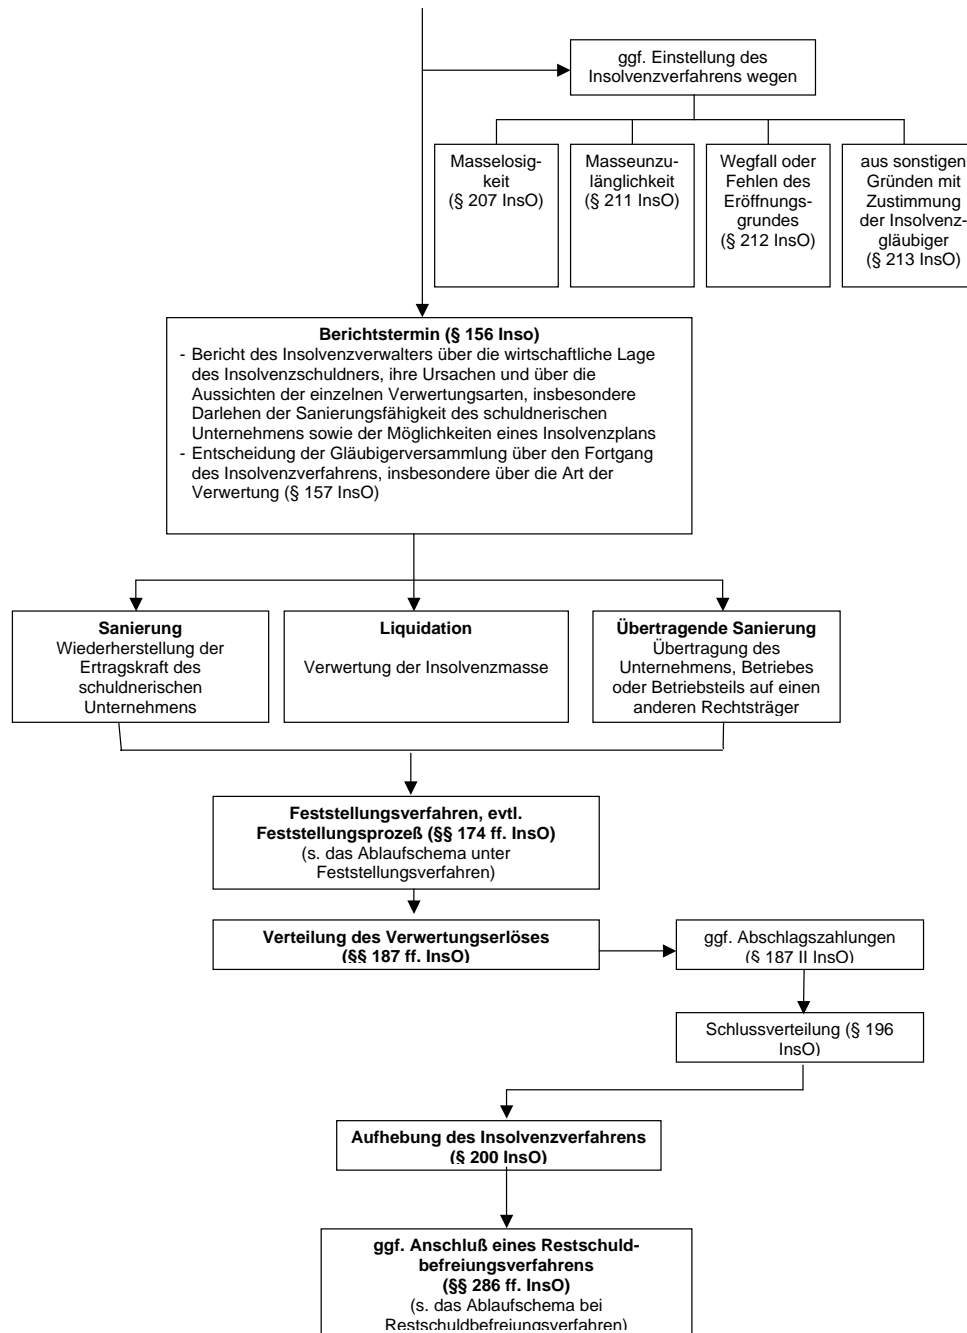 ggf. Einstellung des
Insolvenzverfahrens wegen
Masselosig-
keit
(§ 207 InsO)
Masseunzu-
länglichkeit
(§ 211 InsO)
Wegfall oder
Fehlen des
Eröffnungs-
grundes
(§ 212 InsO)
aus sonstigen
Gründen mit
Zustimmung
der Insolvenz-
gläubiger
(§ 213 InsO)
Berichtstermin (§ 156 Inso)
- Bericht des Insolvenzverwalters über die wirtschaftliche Lage
des Insolvenzschuldners, ihre Ursachen und über die
Aussichten der einzelnen Verwertungsarten, insbesondere
Darlehen der Sanierungsfähigkeit des schuldnerischen
Unternehmens sowie der Möglichkeiten eines Insolvenzplans
- Entscheidung der Gläubigerversammlung über den Fortgang
des Insolvenzverfahrens, insbesondere über die Art der
Verwertung (§ 157 InsO)
Sanierung
Wiederherstellung der
Ertragskraft des
schuldnerischen
Unternehmens
Liquidation
Verwertung der Insolvenzmasse
Übertragende Sanierung
Übertragung des
Unternehmens, Betriebes
oder Betriebsteils auf einen
anderen Rechtsträger
Feststellungsverfahren, evtl.
Feststellungsprozeß (§§ 174 ff. InsO)
(s. das Ablaufschema unter
Feststellungsverfahren)
Verteilung des Verwertungserlöses
(§§ 187 ff. InsO)
ggf. Abschlagszahlungen
(§ 187 II InsO)
Schlussverteilung (§ 196
InsO)
Aufhebung des Insolvenzverfahrens
(§ 200 InsO)
ggf. Anschluß eines Restschuld-
befreiungsverfahrens
(§§ 286 ff. InsO)
(s. das Ablaufschema bei
Restschuldbefreiungsverfahren)